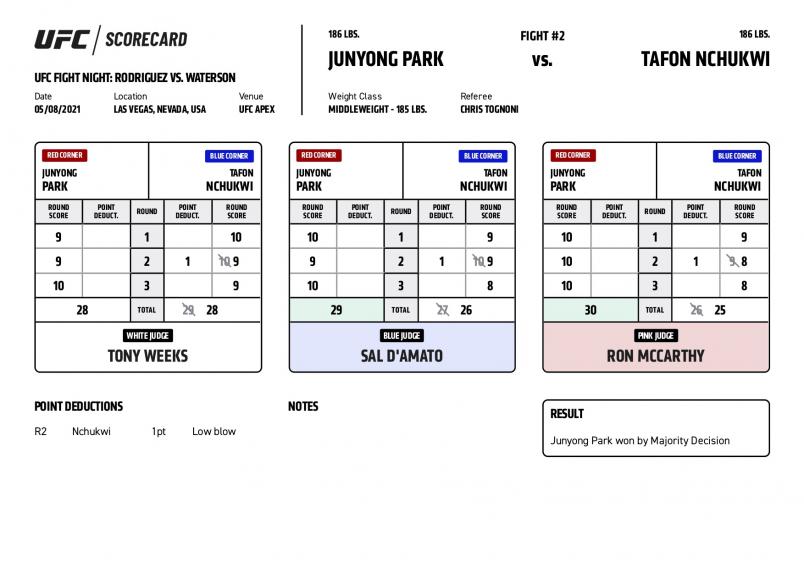 UFC / SCORECARD
UFC FIGHT NIGHT: RODRIGUEZ VS. WATERSON
Date Location Venue
05/08/2021 LAS VEGAS, NEVADA, USA UFC APEX
186 LBS. FIGHT #2 186 LBS.
JUNYONG PARK VS. TAFON NCHUKWI
Weight Class Referee
MIDDLEWEIGHT - 185 LBS. CHRIS TOGNONI
RED CORNER BLUE CORNER
JUNYONG TAFON
PARK NCHUKWI
ROUND SCORE POINT DEDUCT. ROUND POINT DEDUCT. ROUND SCORE
9 1 10
9 2 1 10 9
10 3 9
28 TOTAL 29 28
WHITE JUDGE
TONY WEEKS
RED CORNER BLUE CORNER
JUNYONG TAFON
PARK NCHUKWI
ROUND SCORE POINT DEDUCT. ROUND POINT DEDUCT. ROUND SCORE
10 1 9
9 2 1 10 9
10 3 8
29 TOTAL 27 26
BLUE JUDGE
SAL D'AMATO
RED CORNER BLUE CORNER
JUNYONG TAFON
PARK NCHUKWI
ROUND SCORE POINT DEDUCT. ROUND POINT DEDUCT. ROUND SCORE
10 1 9
10 2 1 9 8
10 3 8
30 TOTAL 26 25
PINK JUDGE
RON MCCARTHY
POINT DEDUCTIONS
R2 Nchukwi 1pt Low blow
NOTES
RESULT
Junyong Park won by Majority Decision